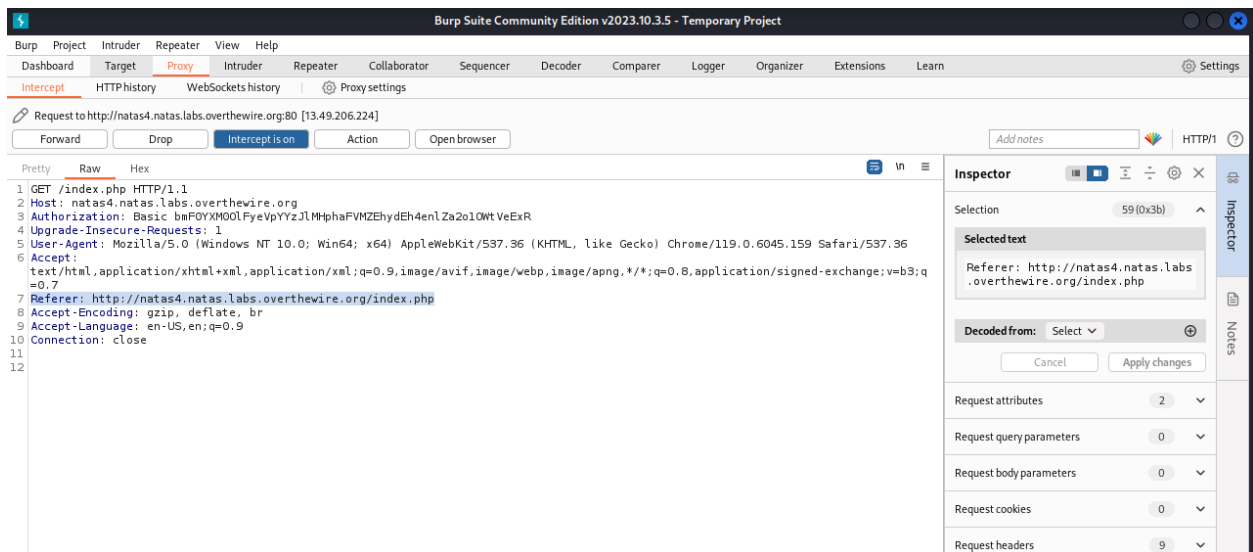 Burp Suite Community Edition v2023.10.3.5 - Temporary Project
Burp Project Intruder Repeater View Help
Dashboard Target Proxy Intruder Repeater Collaborator Sequencer Decoder Comparer Logger Organizer Extensions Learn Settings
Intercept HTTP history WebSockets history Proxy settings
Request to http://natas4.natas.labs.overthewire.org:80 [13.49.206.224]
Forward Drop Intercept is on Action Open browser Add notes HTTP/1 ?
Pretty Raw Hex \n
1 GET /index.php HTTP/1.1
2 Host: natas4.natas.labs.overthewire.org
3 Authorization: Basic
4 Upgrade-Insecure-Requests: 1
5 User-Agent: Mozilla/5.0 (Windows NT 10.0; Win64; x64) AppleWebKit/537.36 (KHTML, like Gecko) Chrome/119.0.6045.159 Safari/537.36
6 Accept:
text/html,application/xhtml+xml,application/xml;q=0.9,image/avif,image/webp,image/apng,*/*;q=0.8,application/signed-exchange;v=b3;q
=0.7
7 Referer: http://natas4.natas.labs.overthewire.org/index.php
8 Accept-Encoding: gzip, deflate, br
9 Accept-Language: en-US,en;q=0.9
10 Connection: close
11
12
Inspector
Selection 59 (0x3b)
Selected text
Referer: http://natas4.natas.labs
.overthewire.org/index.php
Decoded from: Select
Cancel Apply changes
Request attributes 2
Request query parameters 0
Request body parameters 0
Request cookies 0
Request headers 9
Inspector
Notes